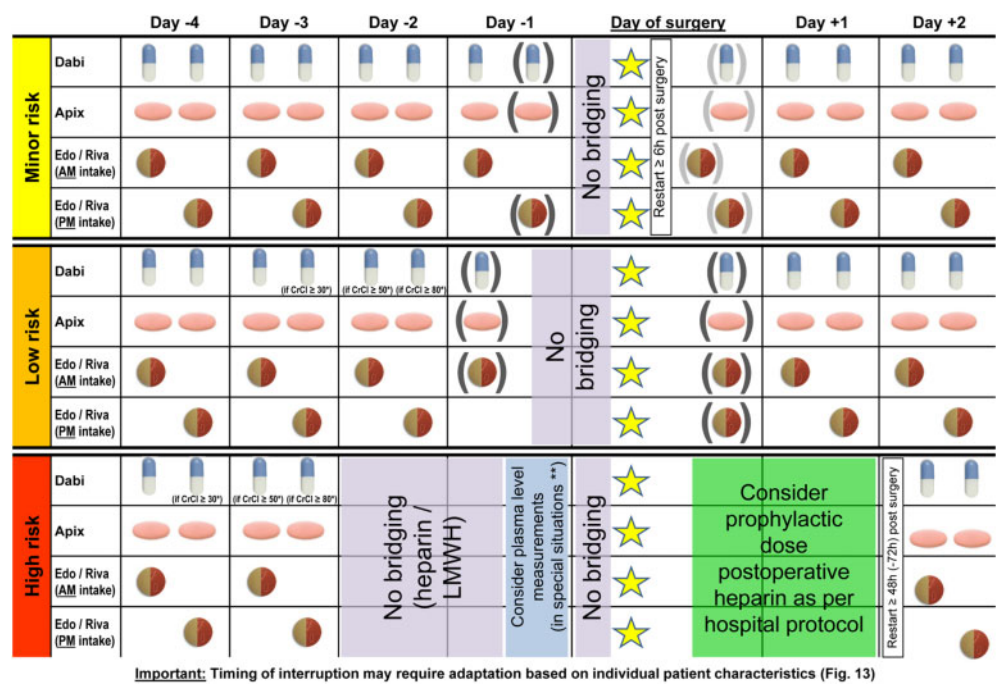 Day -4 Day -3 Day -2 Day -1 Day of surgery Day +1 Day +2
Minor risk
Dabi
Apix
Edo / Riva
(AM intake)
Edo / Riva
(PM intake)
No bridging
Restart ≥ 6h post surgery
Low risk
Dabi
(if CrCl ≥ 30*) (if CrCl ≥ 50*) (if CrCl ≥ 80*)
Apix
Edo / Riva
(AM intake)
Edo / Riva
(PM intake)
No
bridging
High risk
Dabi
(if CrCl ≥ 30*) (if CrCl ≥ 50*) (if CrCl ≥ 80*)
Apix
Edo / Riva
(AM intake)
Edo / Riva
(PM intake)
No bridging
(heparin /
LMWH)
Consider plasma level
measurements
(in special situations **)
No bridging
Consider
prophylactic
dose
postoperative
heparin as per
hospital protocol
Restart ≥ 48h (-72h) post surgery
Important: Timing of interruption may require adaptation based on individual patient characteristics (Fig. 13)